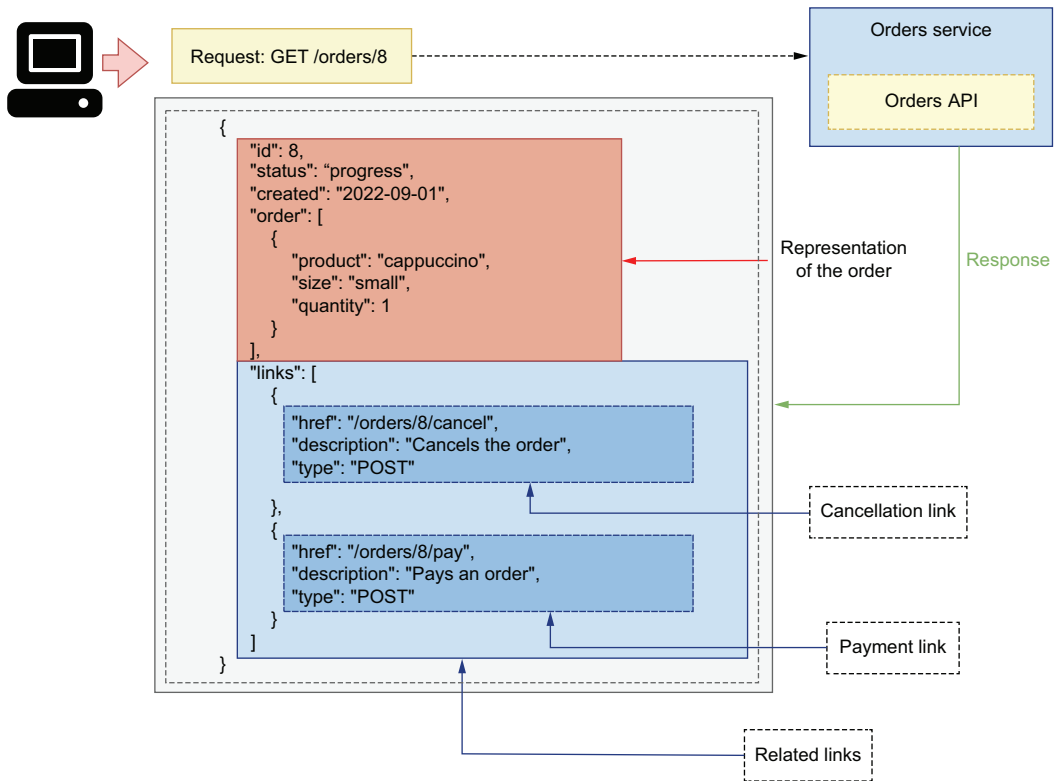 Request: GET /orders/8
Orders service
Orders API
{
"id": 8,
"status": “progress",
"created": "2022-09-01",
"order": [
{
"product": "cappuccino",
"size": "small",
"quantity": 1
}
],
"links": [
{
"href": "/orders/8/cancel",
"description": "Cancels the order",
"type": "POST"
},
{
"href": "/orders/8/pay",
"description": "Pays an order",
"type": "POST"
}
]
}
Representation
of the order
Response
Cancellation link
Payment link
Related links